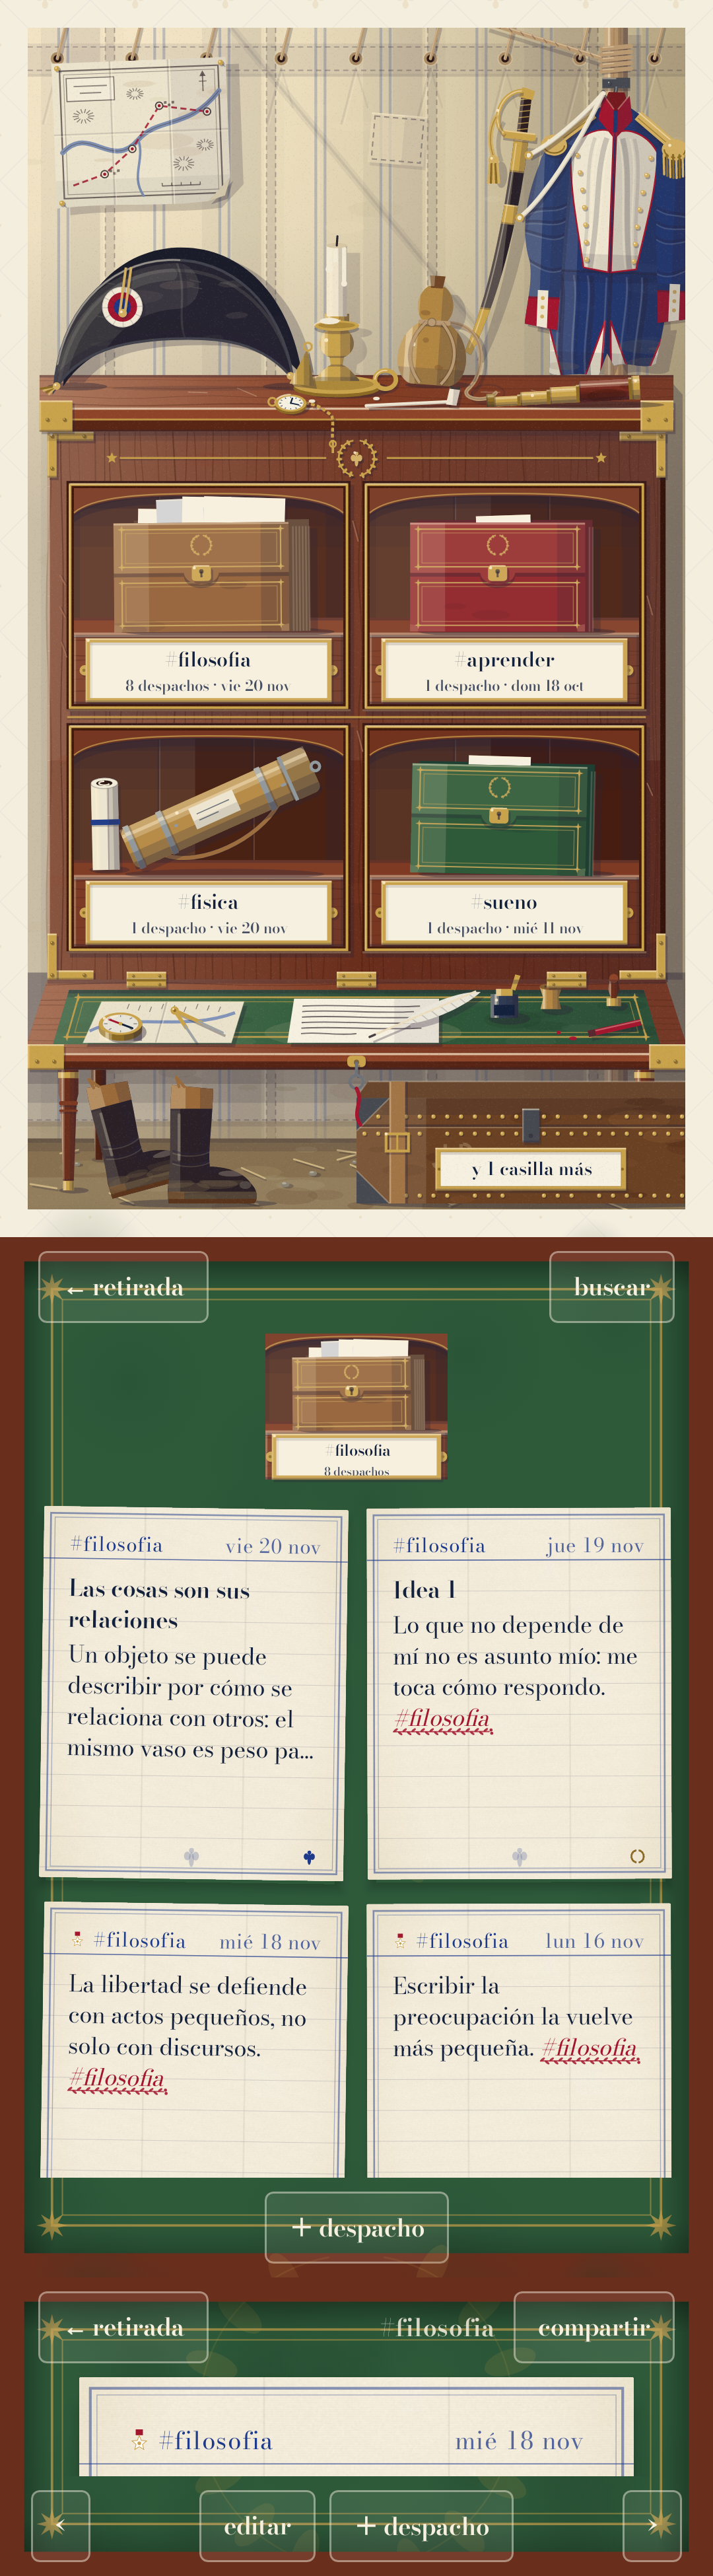 #filosofia
8 despachos · vie 20 nov
#aprender
1 despacho · dom 18 oct
#fisica
1 despacho · vie 20 nov
#sueno
1 despacho · mié 11 nov
y 1 casilla más
← retirada
buscar
#filosofia
8 despachos
#filosofia vie 20 nov
Las cosas son sus
relaciones
Un objeto se puede
describir por cómo se
relaciona con otros: el
mismo vaso es peso pa...
#filosofia jue 19 nov
Idea 1
Lo que no depende de
mí no es asunto mío: me
toca cómo respondo.
#filosofia
#filosofia mié 18 nov
La libertad se defiende
con actos pequeños, no
solo con discursos.
#filosofia
#filosofia lun 16 nov
Escribir la
preocupación la vuelve
más pequeña. #filosofia
+ despacho
← retirada
#filosofia
compartir
#filosofia mié 18 nov
editar
+ despacho